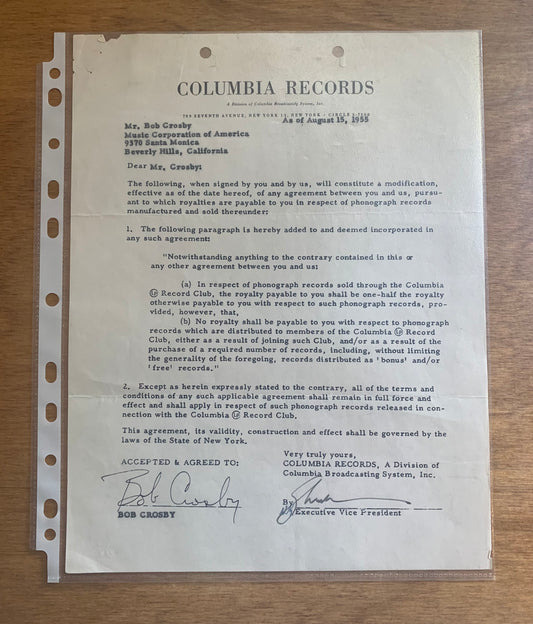 COLUMBIA RECORDS
A Division of Columbia Broadcasting System, Inc.
799 SEVENTH AVENUE, NEW YORK 19, NEW YORK • CIRCLE
As of August 15, 1955
Mr. Bob Crosby
Music Corporation of America
9370 Santa Monica
Beverly Hills, California
Dear Mr. Crosby:
The following, when signed by you and by us, will constitute a modification,
effective as of the date hereof, of any agreement between you and us, pursu-
ant to which royalties are payable to you in respect of phonograph records
manufactured and sold thereunder:
1. The following paragraph is hereby added to and deemed incorporated in
any such agreement:
"Notwithstanding anything to the contrary contained in this or
any other agreement between you and us:
(a) In respect of phonograph records sold through the Columbia
LP Record Club, the royalty payable to you shall be one-half the royalty
otherwise payable to you with respect to such phonograph records, pro-
vided, however, that,
(b) No royalty shall be payable to you with respect to phonograph
records which are distributed to members of the Columbia LP Record
Club, either as a result of joining such Club, and/or as a result of the
purchase of a required number of records, including, without limiting
the generality of the foregoing, records distributed as 'bonus' and/or
'free' records."
2. Except as herein expressly stated to the contrary, all of the terms and
conditions of any such applicable agreement shall remain in full force and
effect and shall apply in respect of such phonograph records released in con-
nection with the Columbia LP Record Club.
This agreement, its validity, construction and effect shall be governed by the
laws of the State of New York.
Very truly yours,
ACCEPTED & AGREED TO:
COLUMBIA RECORDS, A Division of
Columbia Broadcasting System, Inc.
Bob Crosby
BOB CROSBY
By
Executive Vice President